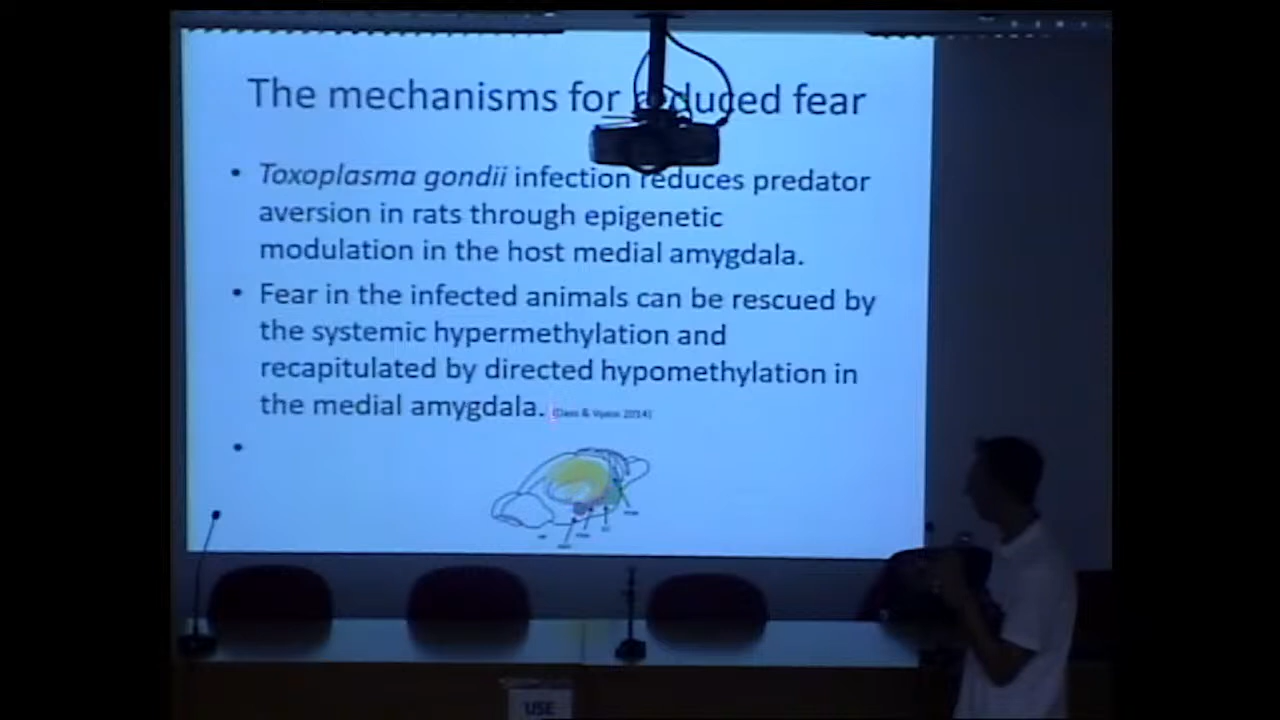 The mechanisms for reduced fear
• Toxoplasma gondii infection reduces predator
aversion in rats through epigenetic
modulation in the host medial amygdala.
• Fear in the infected animals can be rescued by
the systemic hypermethylation and
recapitulated by directed hypomethylation in
the medial amygdala. 2014)
•
USE